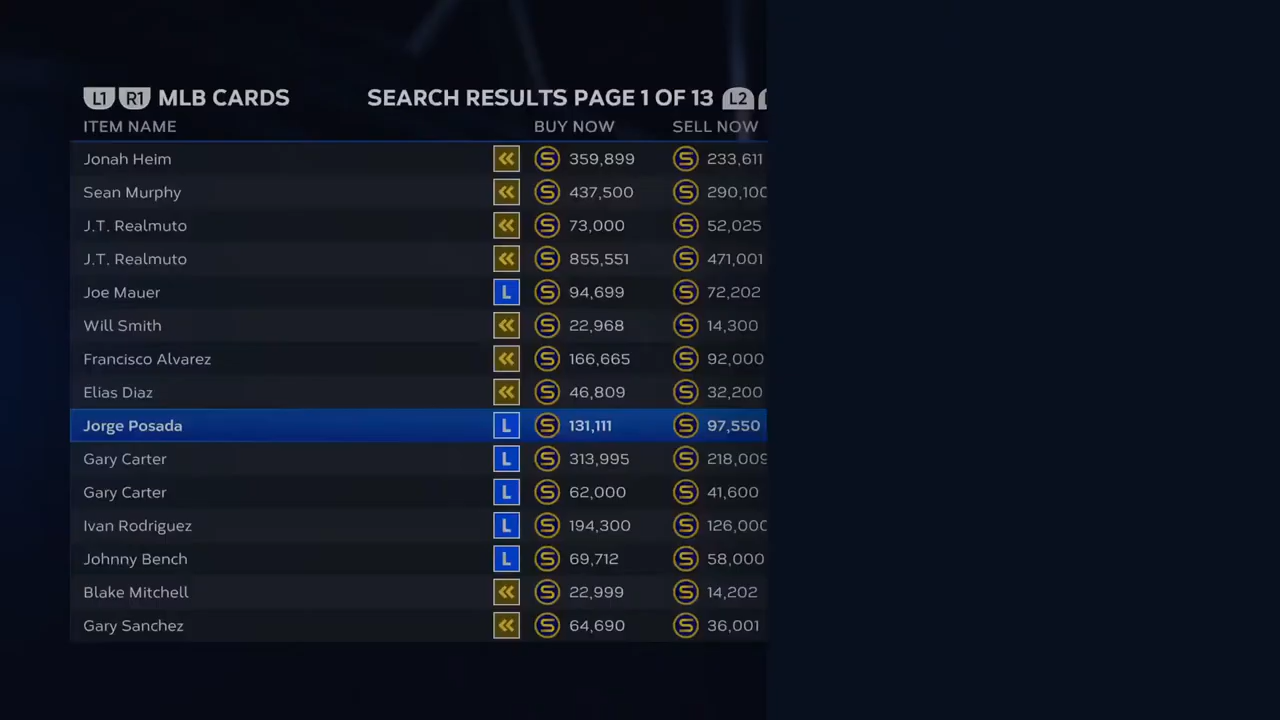 L1 R1 MLB CARDS SEARCH RESULTS PAGE 1 OF 13 L2
ITEM NAME BUY NOW SELL NOW
Jonah Heim S 359,899 S 233,611
Sean Murphy S 437,500 S 290,100
J.T. Realmuto S 73,000 S 52,025
J.T. Realmuto S 855,551 S 471,001
Joe Mauer L S 94,699 S 72,202
Will Smith S 22,968 S 14,300
Francisco Alvarez S 166,665 S 92,000
Elias Diaz S 46,809 S 32,200
Jorge Posada L S 131,111 S 97,550
Gary Carter L S 313,995 S 218,009
Gary Carter L S 62,000 S 41,600
Ivan Rodriguez L S 194,300 S 126,000
Johnny Bench L S 69,712 S 58,000
Blake Mitchell S 22,999 S 14,202
Gary Sanchez S 64,690 S 36,001